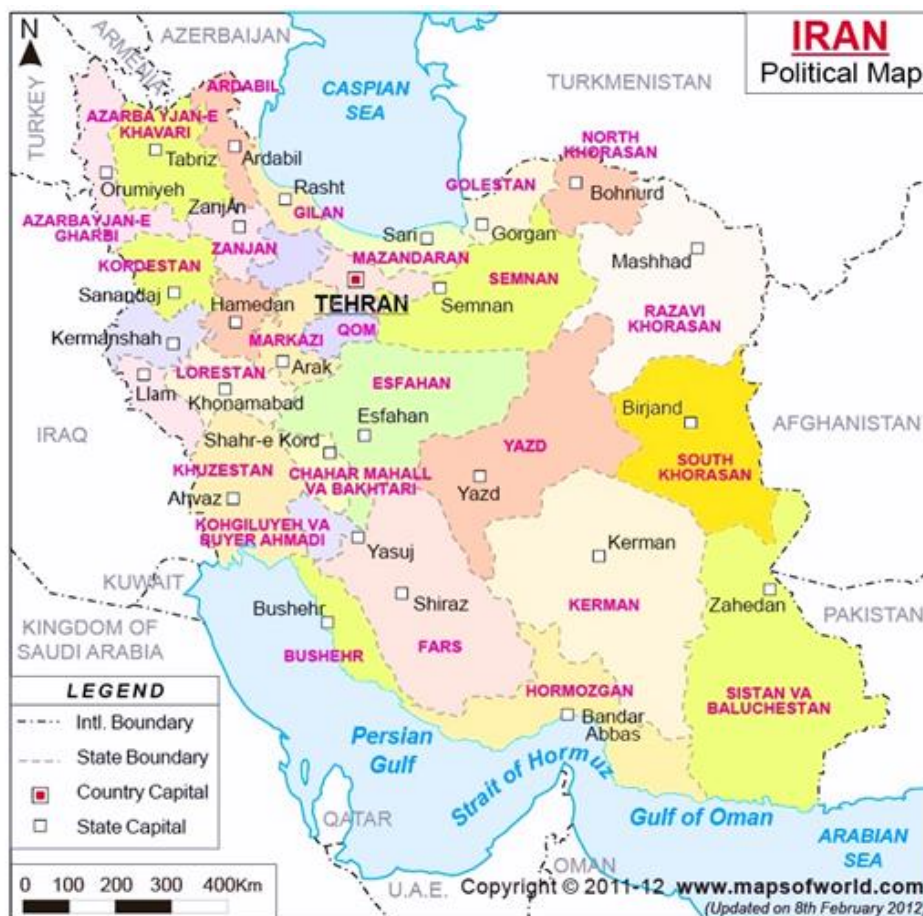 N
IRAN
Political Map
AZERBAIJAN
ARMENIA
TURKEY
CASPIAN
SEA
TURKMENISTAN
ARDABIL
AZARBA YJAN-E
KHAVARI
Tabriz
Ardabil
Orumiyeh
Rasht
NORTH
KHORASAN
Bohnurd
GOLESTAN
Zanjan
GILAN
AZARBAYJAN-E
GHARBI
Sari
Gorgan
ZANJAN
MAZANDARAN
Mashhad
KORDESTAN
SEMNAN
Sanandaj
Hamedan
TEHRAN
Semnan
RAZAVI
KHORASAN
Kermanshah
MARKAZI
QOM
Arak
LORESTAN
ESFAHAN
Llam
Khonamabad
Esfahan
Birjand
AFGHANISTAN
IRAQ
Shahr-e Kord
YAZD
SOUTH
KHORASAN
KHUZESTAN
CHAHAR MAHALL
VA BAKHTARI
Yazd
Ahvaz
KOHGILUYEH VA
BUYER AHMADI
Yasuj
Kerman
KUWAIT
Bushehr
Shiraz
KERMAN
Zahedan
PAKISTAN
KINGDOM OF
SAUDI ARABIA
BUSHEHR
FARS
HORMOZGAN
SISTAN VA
BALUCHESTAN
Bandar
Abbas
LEGEND
Intl. Boundary
State Boundary
Country Capital
State Capital
Persian
Gulf
Strait of Hormuz
Gulf of Oman
QATAR
ARABIAN
SEA
OMAN
U.A.E.
0 100 200 300 400Km
Copyright © 2011-12 www.mapsofworld.com
(Updated on 8th February 2012)